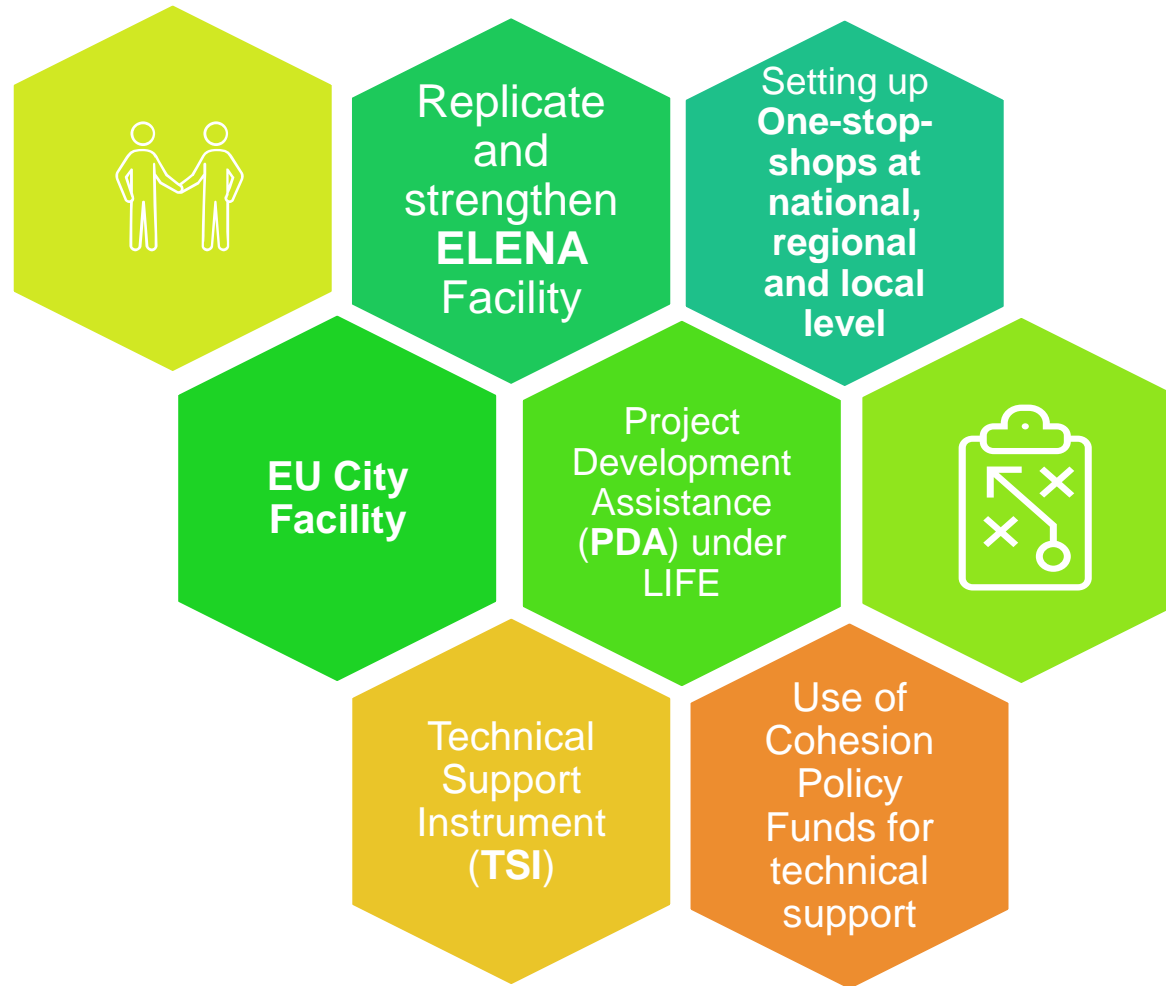 Replicate
and
strengthen
ELENA
Facility
Setting up
One-stop-
shops at
national,
regional
and local
level
EU City
Facility
Project
Development
Assistance
(PDA) under
LIFE
Technical
Support
Instrument
(TSI)
Use of
Cohesion
Policy
Funds for
technical
support